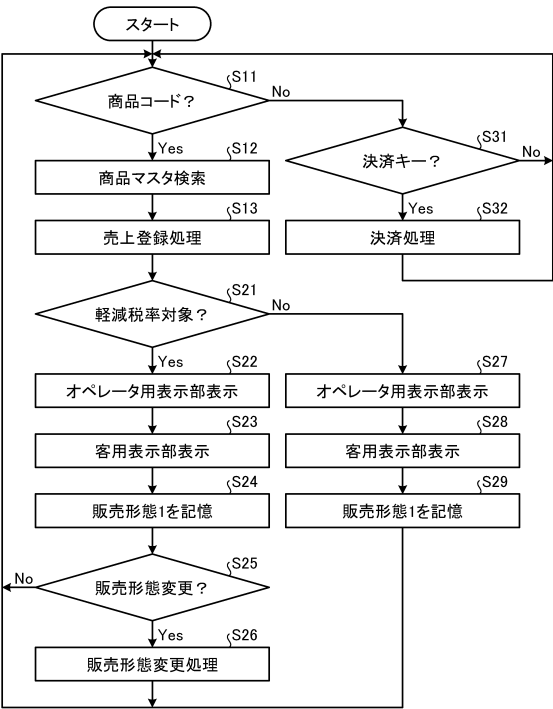 スタート
商品コード？
S11
No
Yes
商品マスタ検索
S12
売上登録処理
S13
決済キー？
S31
No
Yes
決済処理
S32
軽減税率対象？
S21
No
Yes
オペレータ用表示部表示
S22
客用表示部表示
S23
販売形態1を記憶
S24
販売形態変更？
S25
No
Yes
販売形態変更処理
S26
オペレータ用表示部表示
S27
客用表示部表示
S28
販売形態1を記憶
S29